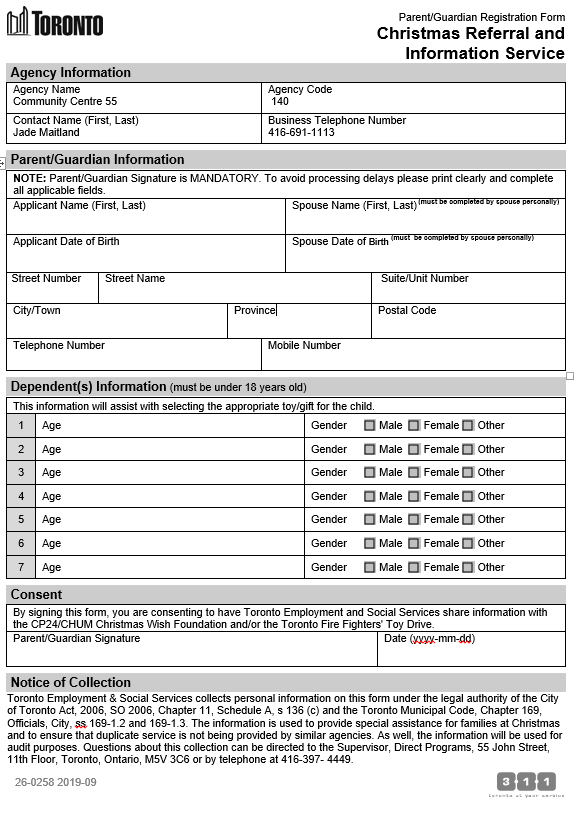 TORONTO
Parent/Guardian Registration Form
Christmas Referral and
Information Service
Agency Information
Agency Name
Community Centre 55
Agency Code
140
Contact Name (First, Last)
Jade Maitland
Business Telephone Number
416-691-1113
Parent/Guardian Information
NOTE: Parent/Guardian Signature is MANDATORY. To avoid processing delays please print clearly and complete
all applicable fields.
Applicant Name (First, Last)
Spouse Name (First, Last) (must be completed by spouse personally)
Applicant Date of Birth
Spouse Date of Birth (must be completed by spouse personally)
Street Number
Street Name
Suite/Unit Number
City/Town
Province
Postal Code
Telephone Number
Mobile Number
Dependent(s) Information (must be under 18 years old)
This information will assist with selecting the appropriate toy/gift for the child.
1 Age Gender Male Female Other
2 Age Gender Male Female Other
3 Age Gender Male Female Other
4 Age Gender Male Female Other
5 Age Gender Male Female Other
6 Age Gender Male Female Other
7 Age Gender Male Female Other
Consent
By signing this form, you are consenting to have Toronto Employment and Social Services share information with
the CP24/CHUM Christmas Wish Foundation and/or the Toronto Fire Fighters' Toy Drive.
Parent/Guardian Signature
Date (yyyy-mm-dd)
Notice of Collection
Toronto Employment & Social Services collects personal information on this form under the legal authority of the City
of Toronto Act, 2006, SO 2006, Chapter 11, Schedule A, s 136 (c) and the Toronto Municipal Code, Chapter 169,
Officials, City, ss 169-1.2 and 169-1.3. The information is used to provide special assistance for families at Christmas
and to ensure that duplicate service is not being provided by similar agencies. As well, the information will be used for
audit purposes. Questions about this collection can be directed to the Supervisor, Direct Programs, 55 John Street,
11th Floor, Toronto, Ontario, M5V 3C6 or by telephone at 416-397- 4449.
26-0258 2019-09
311
toronto at your service